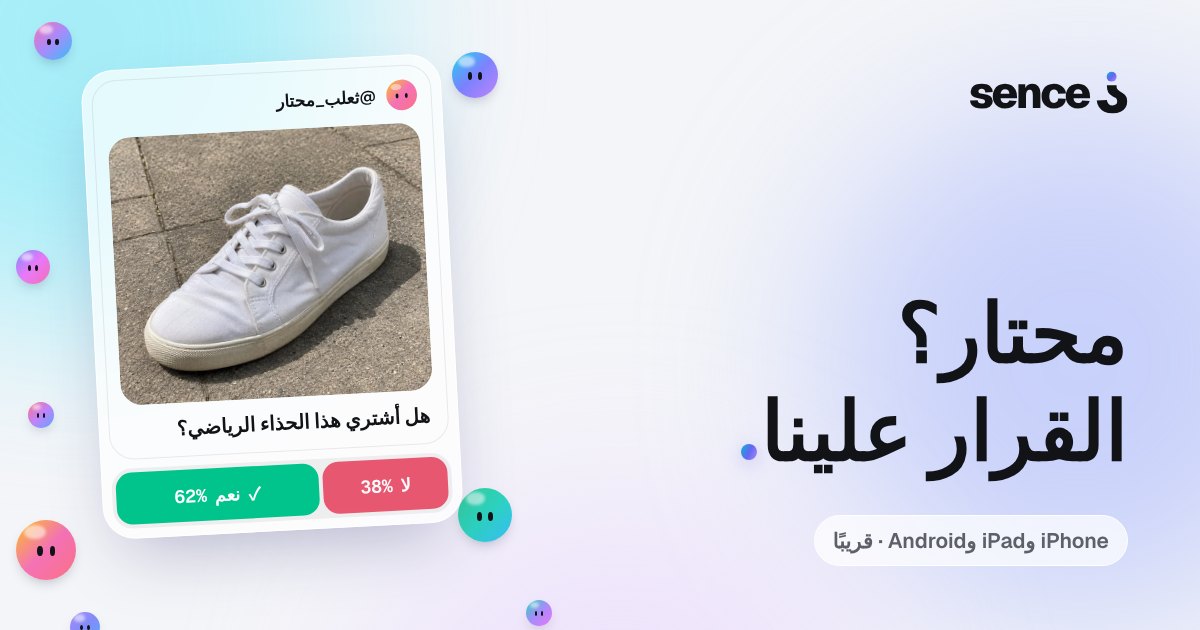 sence
محتار؟
القرار علينا.
iPhone وiPad وAndroid · قريبًا
@ثعلب_محتار
هل أشتري هذا الحذاء الرياضي؟
لا 38%
✓ نعم 62%